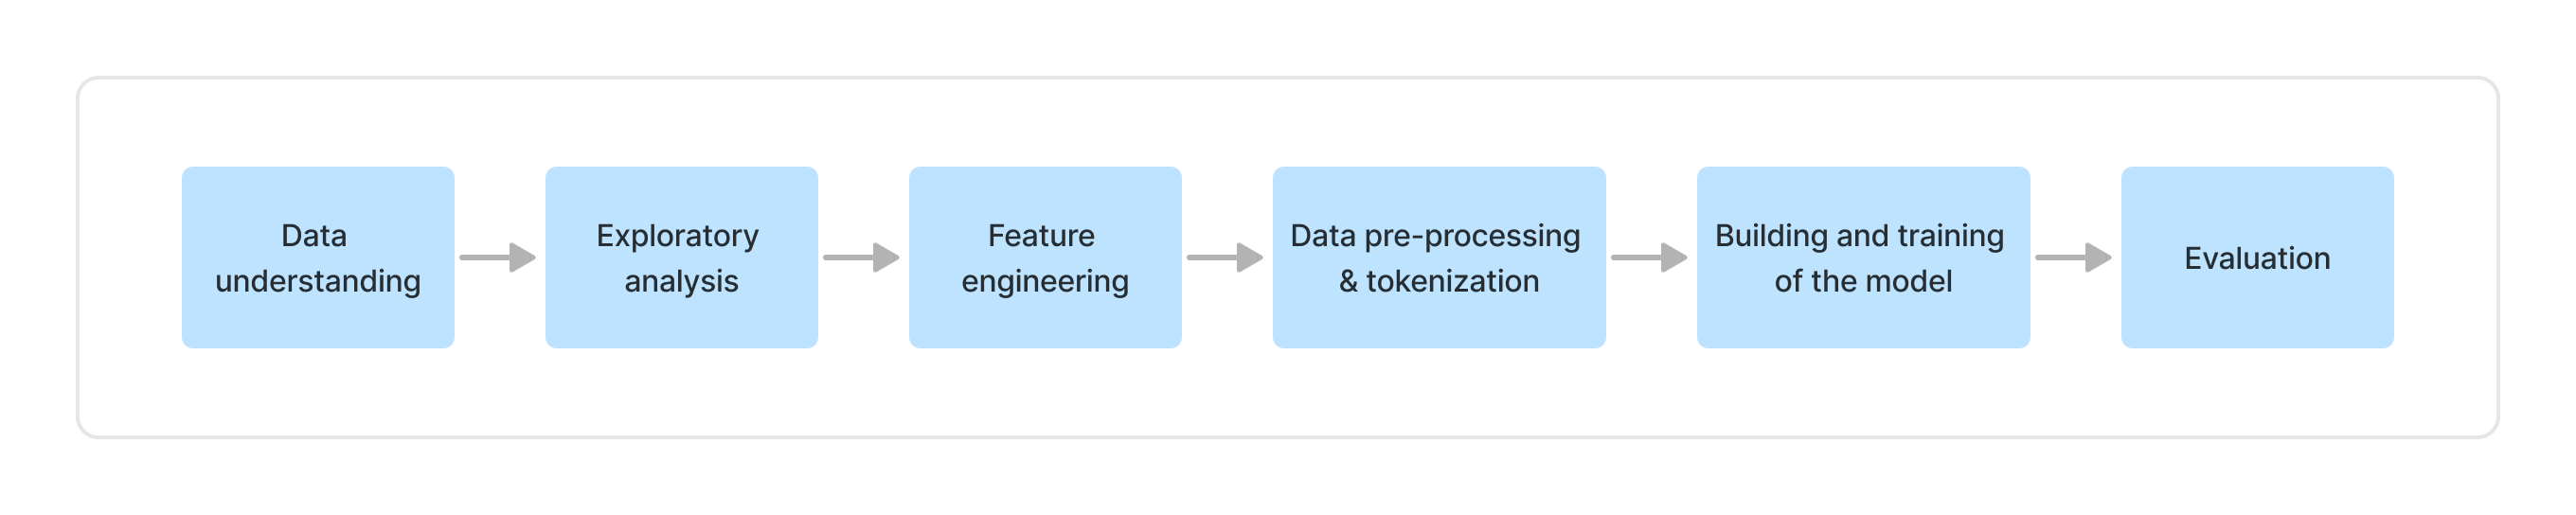 Data
understanding
Exploratory
analysis
Feature
engineering
Data pre-processing
& tokenization
Building and training
of the model
Evaluation